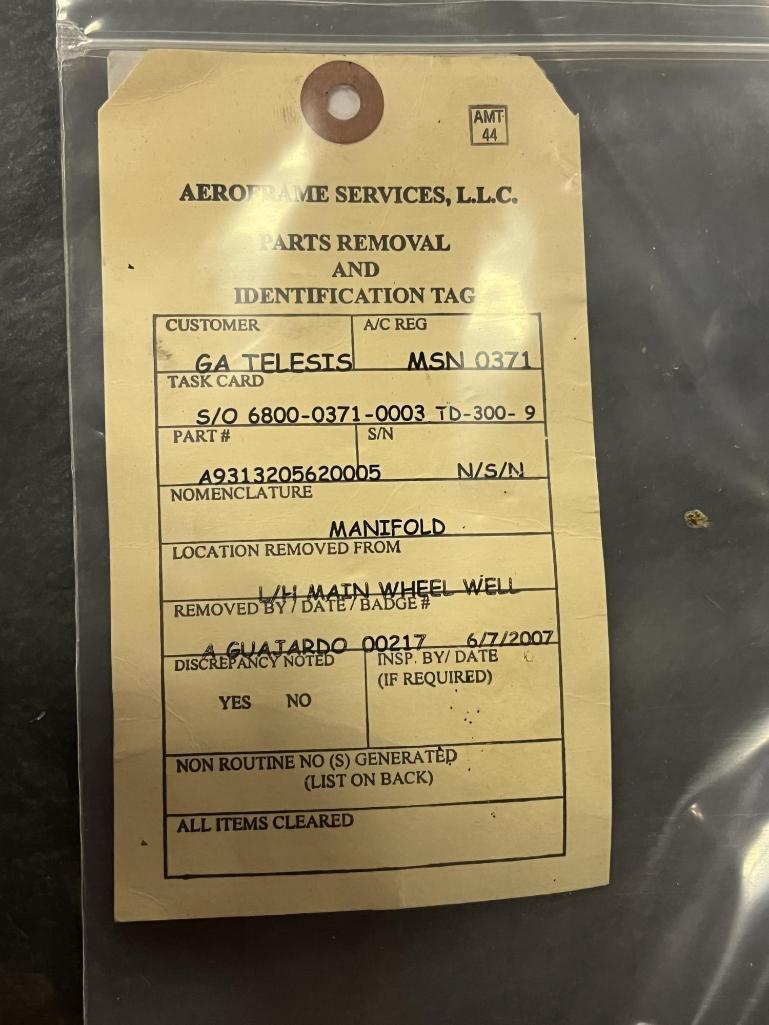 AMT
44
AEROFRAME SERVICES, L.L.C.
PARTS REMOVAL
AND
IDENTIFICATION TAG
CUSTOMER A/C REG
GA TELESIS MSN 0371
TASK CARD
S/O 6800-0371-0003 TD-300- 9
PART # S/N
A9313205620005 N/S/N
NOMENCLATURE
MANIFOLD
LOCATION REMOVED FROM
L/H MAIN WHEEL WELL
REMOVED BY / DATE / BADGE #
A GUAJARDO 00217 6/7/2007
DISCREPANCY NOTED INSP. BY/ DATE
(IF REQUIRED)
YES NO
NON ROUTINE NO (S) GENERATED
(LIST ON BACK)
ALL ITEMS CLEARED